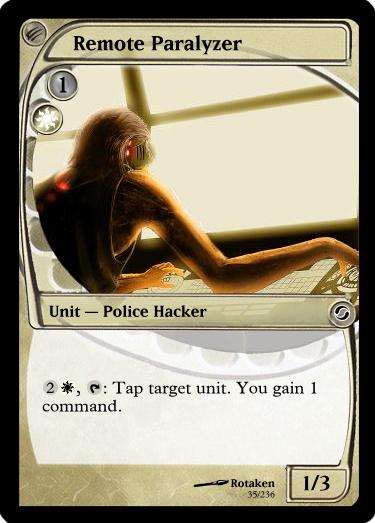 Remote Paralyzer
1
Unit — Police Hacker
2 , : Tap target unit. You gain 1
command.
Rotaken
35/236
1/3